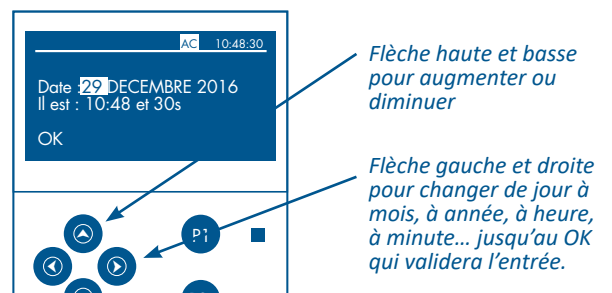 AC 10:48:30
Date : 29 DECEMBRE 2016
Il est : 10:48 et 30s
OK
Flèche haute et basse
pour augmenter ou
diminuer
Flèche gauche et droite
pour changer de jour à
mois, à année, à heure,
à minute... jusqu’au OK
qui validera l’entrée.
P1